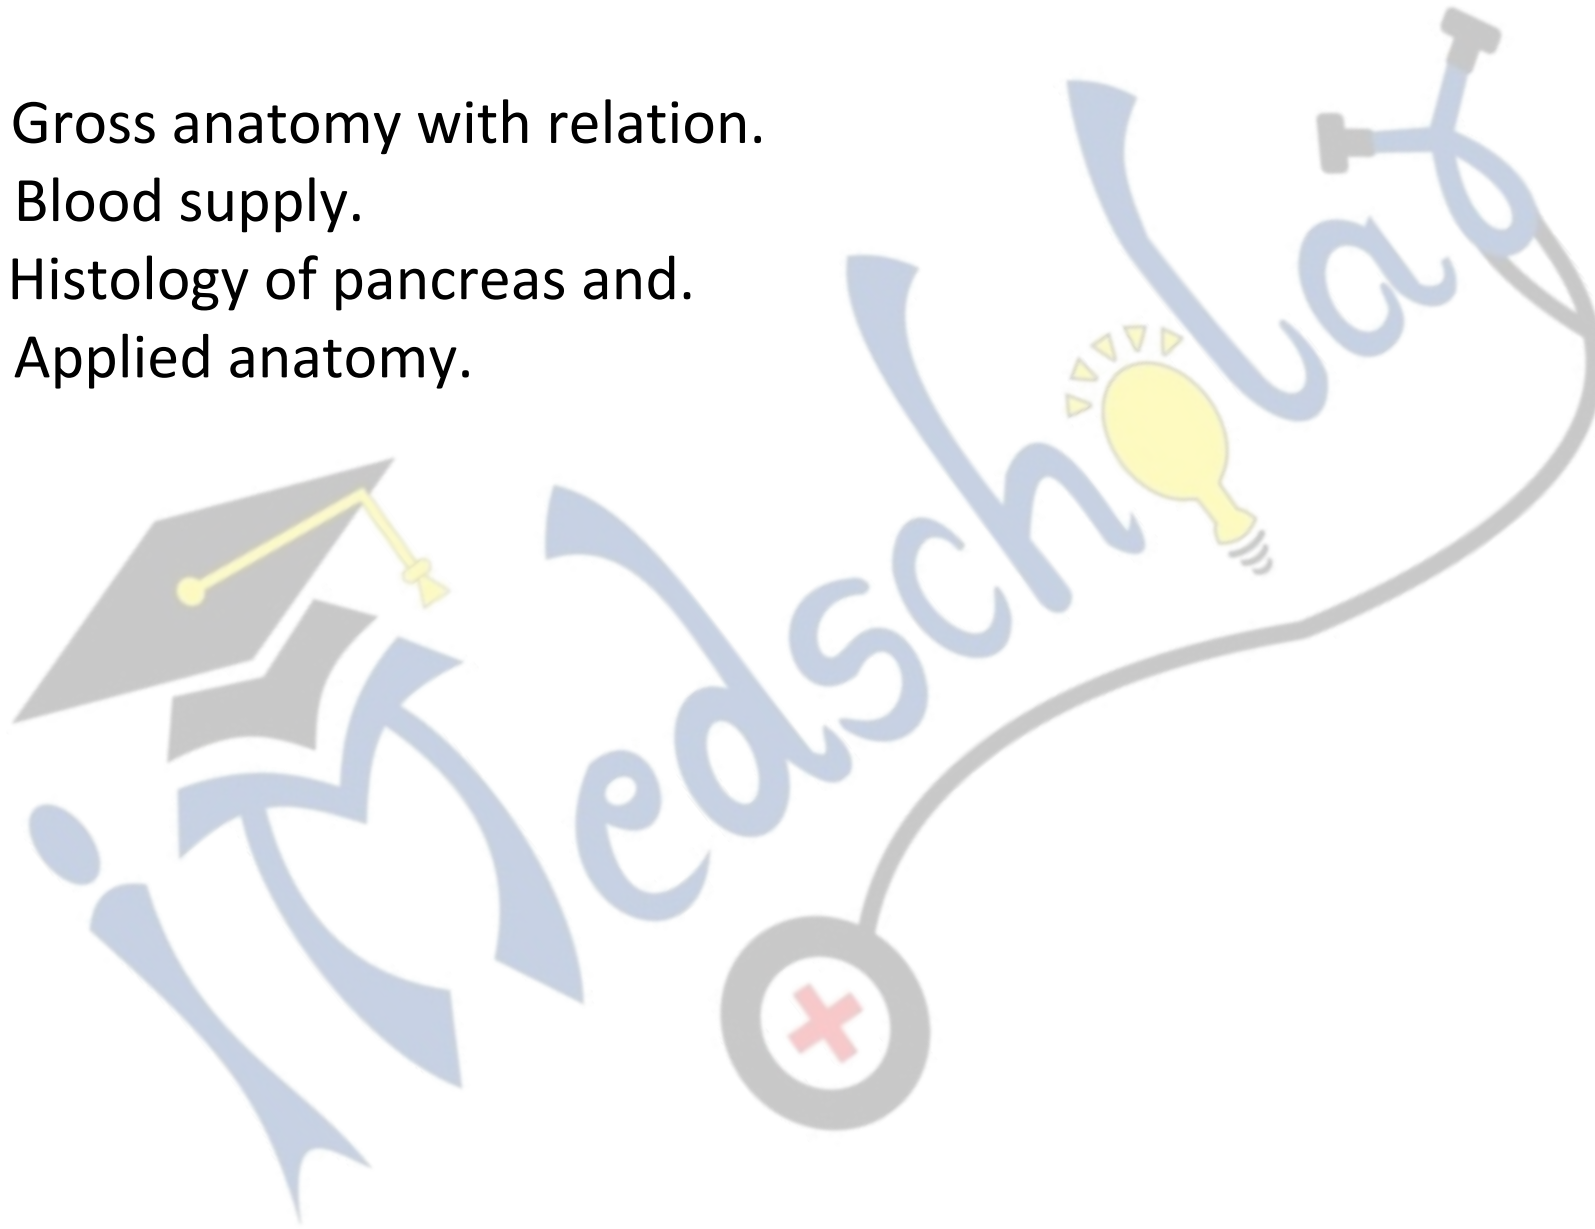 Gross anatomy with relation.
Blood supply.
Histology of pancreas and.
Applied anatomy.
iMedscholar